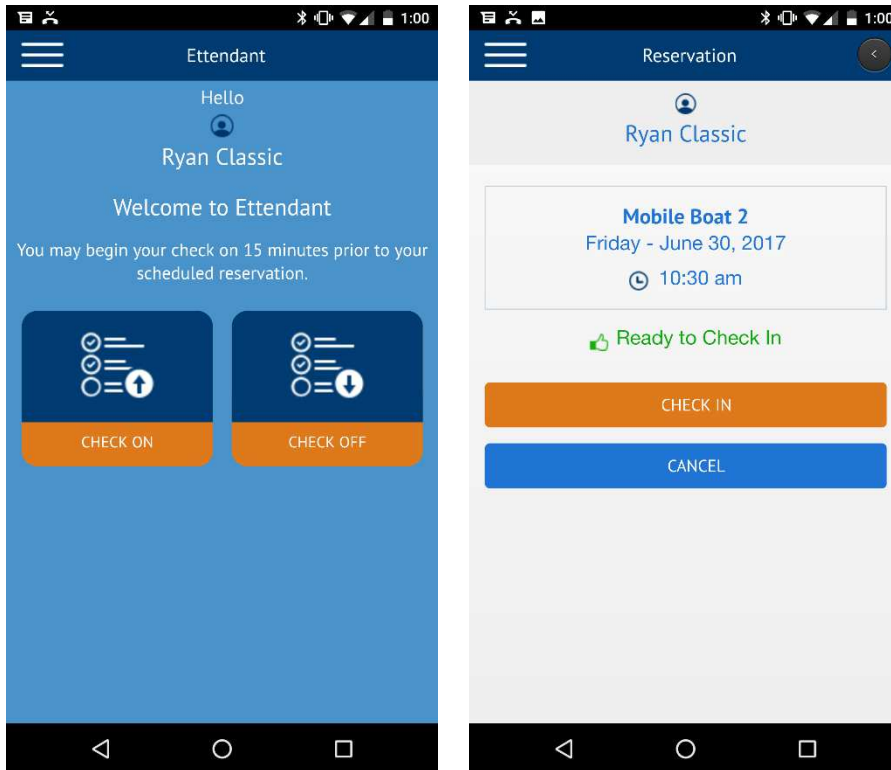 1:00
Ettendant
Hello
Ryan Classic
Welcome to Ettendant
You may begin your check on 15 minutes prior to your
scheduled reservation.
CHECK ON
CHECK OFF
1:00
Reservation
Ryan Classic
Mobile Boat 2
Friday - June 30, 2017
10:30 am
Ready to Check In
CHECK IN
CANCEL